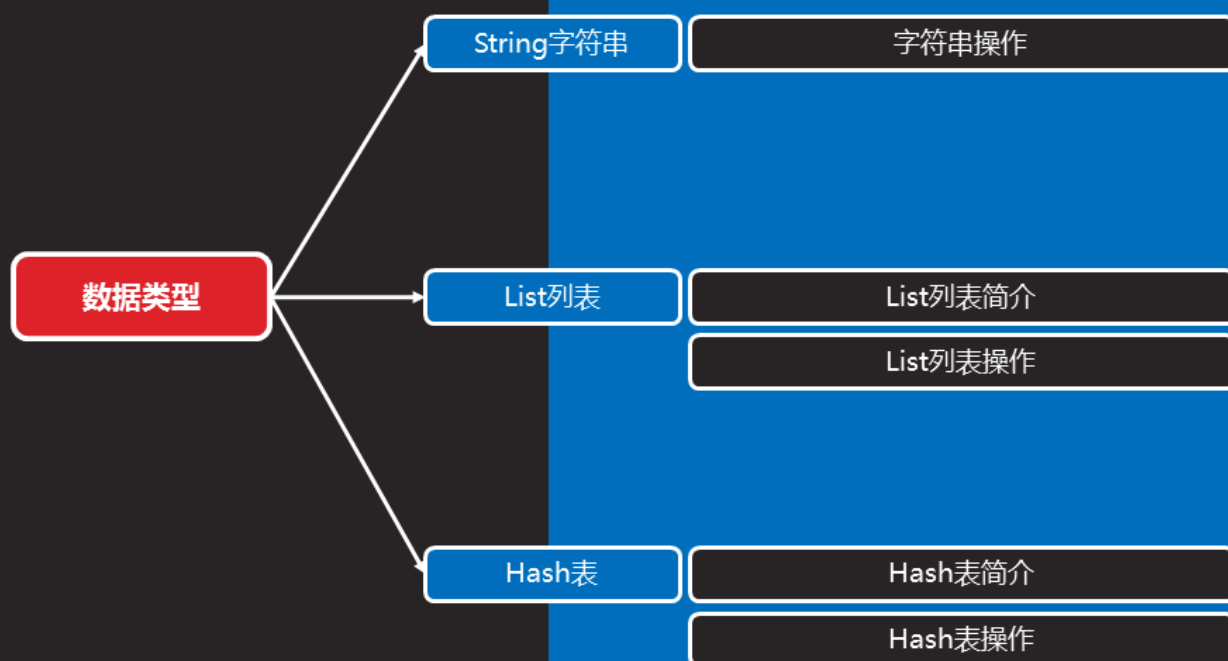 String字符串
字符串操作
数据类型
List列表
List列表简介
List列表操作
Hash表
Hash表简介
Hash表操作